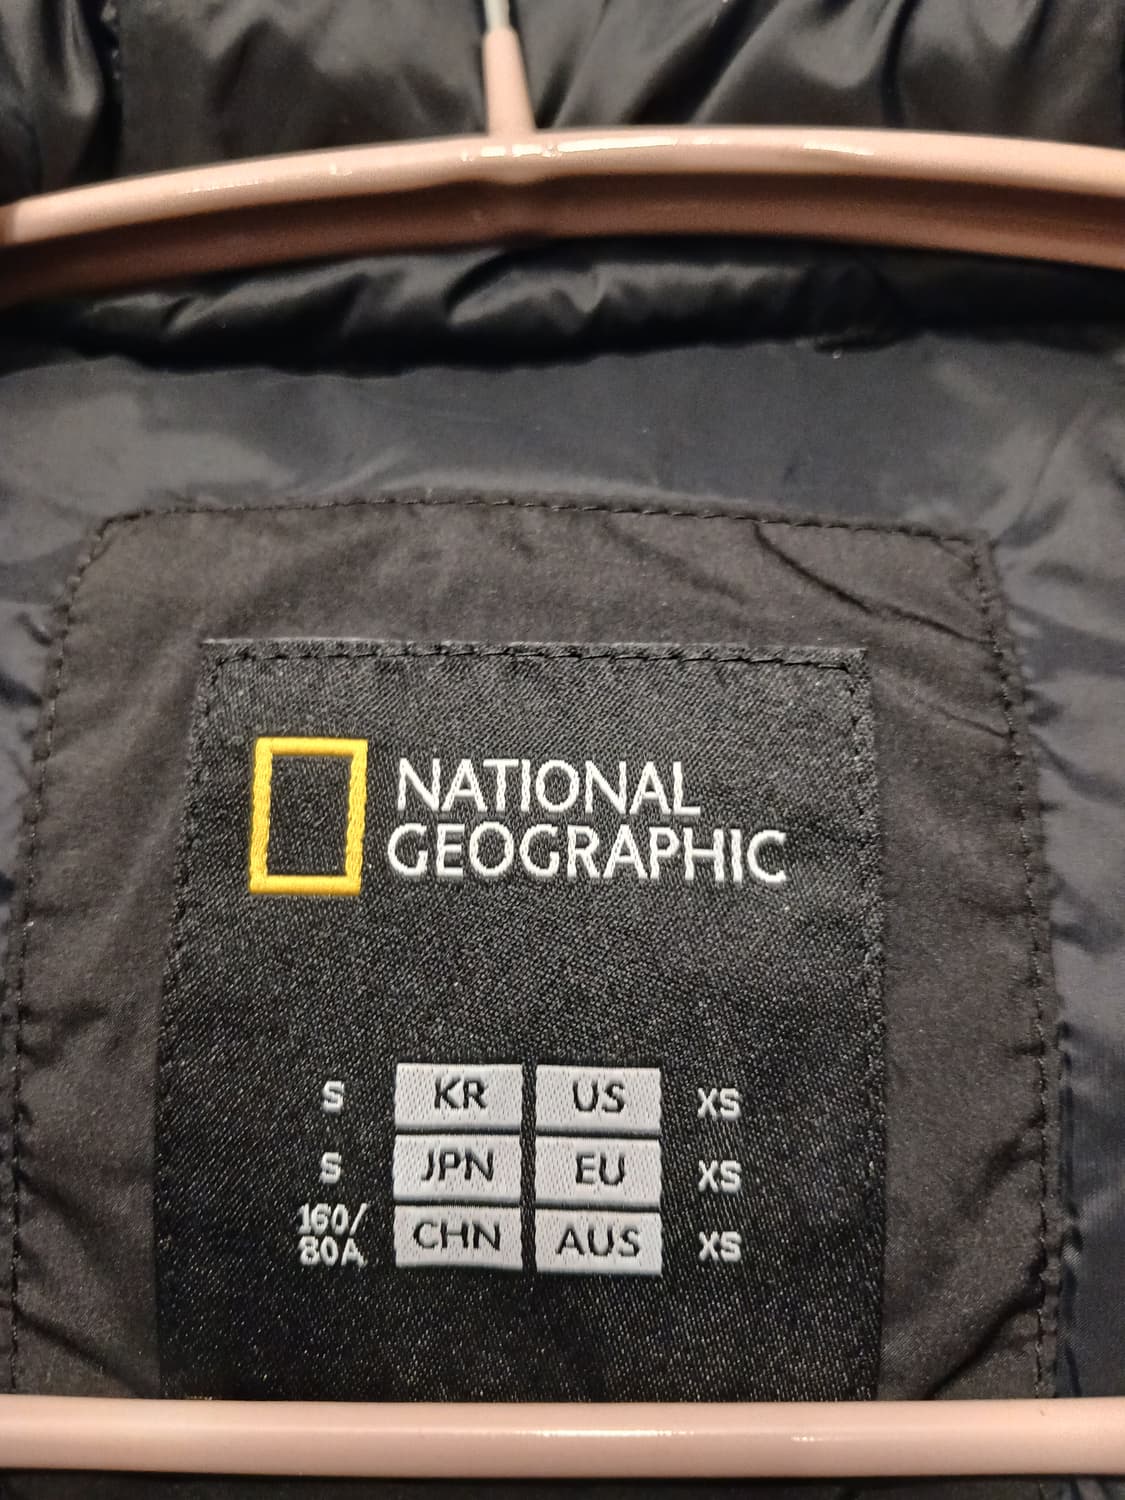 NATIONAL
GEOGRAPHIC
S KR US XS
S JPN EU XS
160/
80A CHN AUS XS